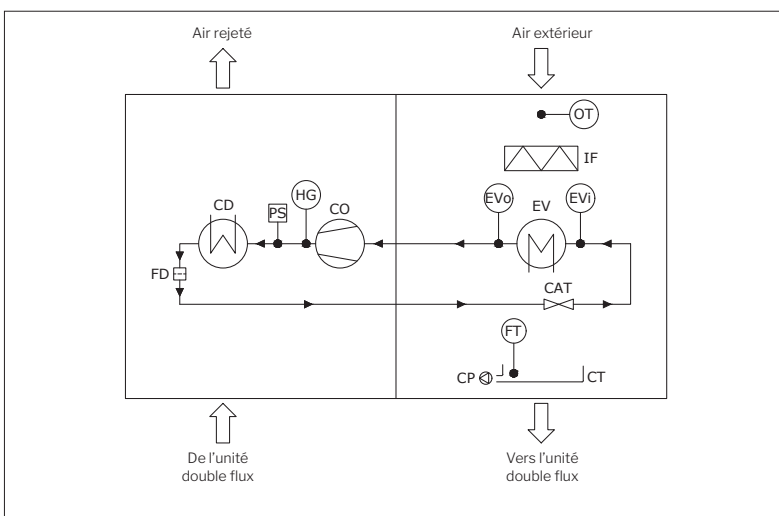 Air rejeté
Air extérieur
OT
IF
HG
PS
CD
CO
EVo
EV
EVi
FD
CAT
FT
CP
CT
De l'unité
double flux
Vers l'unité
double flux